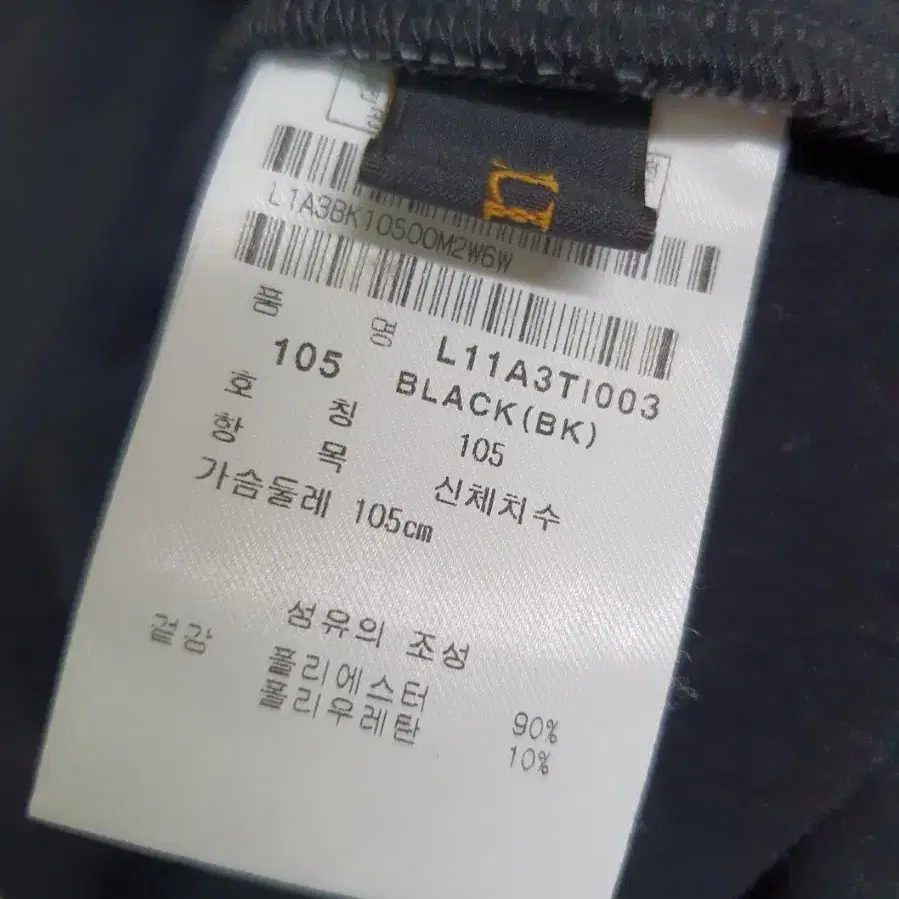 L1A3BK10500M2W6W
품 명 L11A3TI003
105 BLACK(BK)
호 칭 105
항 목 신체치수
가슴둘레 105cm
섬유의 조성
겉감 폴리에스터 90%
폴리우레탄 10%